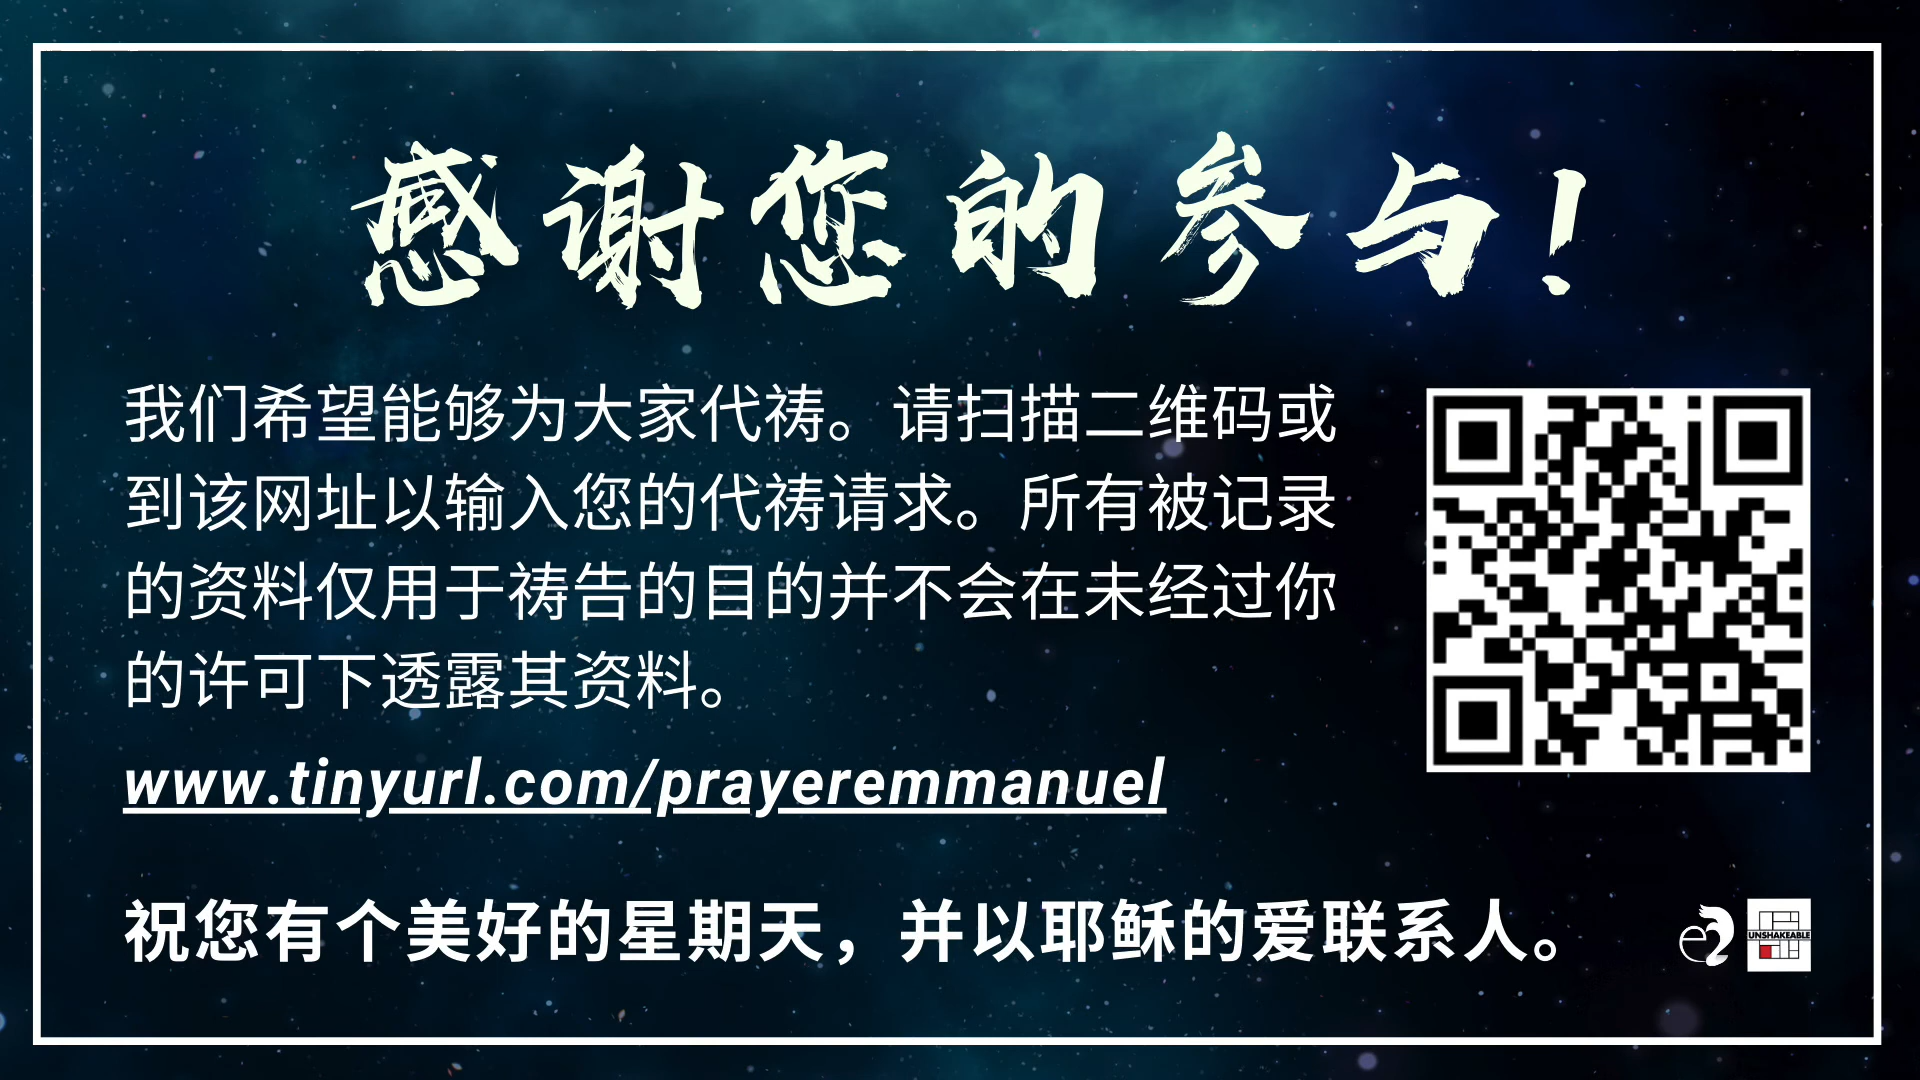 感谢您的参与！
我们希望能够为大家代祷。请扫描二维码或
到该网址以输入您的代祷请求。所有被记录
的资料仅用于祷告的目的并不会在未经过你
的许可下透露其资料。
www.tinyurl.com/prayeremmanuel
祝您有个美好的星期天，并以耶稣的爱联系人。
e2
UNSHAKEABLE